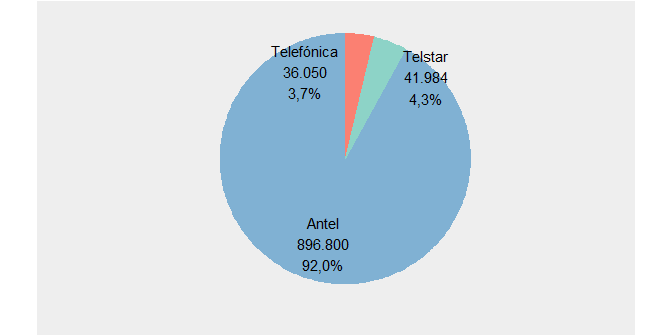 Telefónica
36.050
3,7%
Telstar
41.984
4,3%
Antel
896.800
92,0%